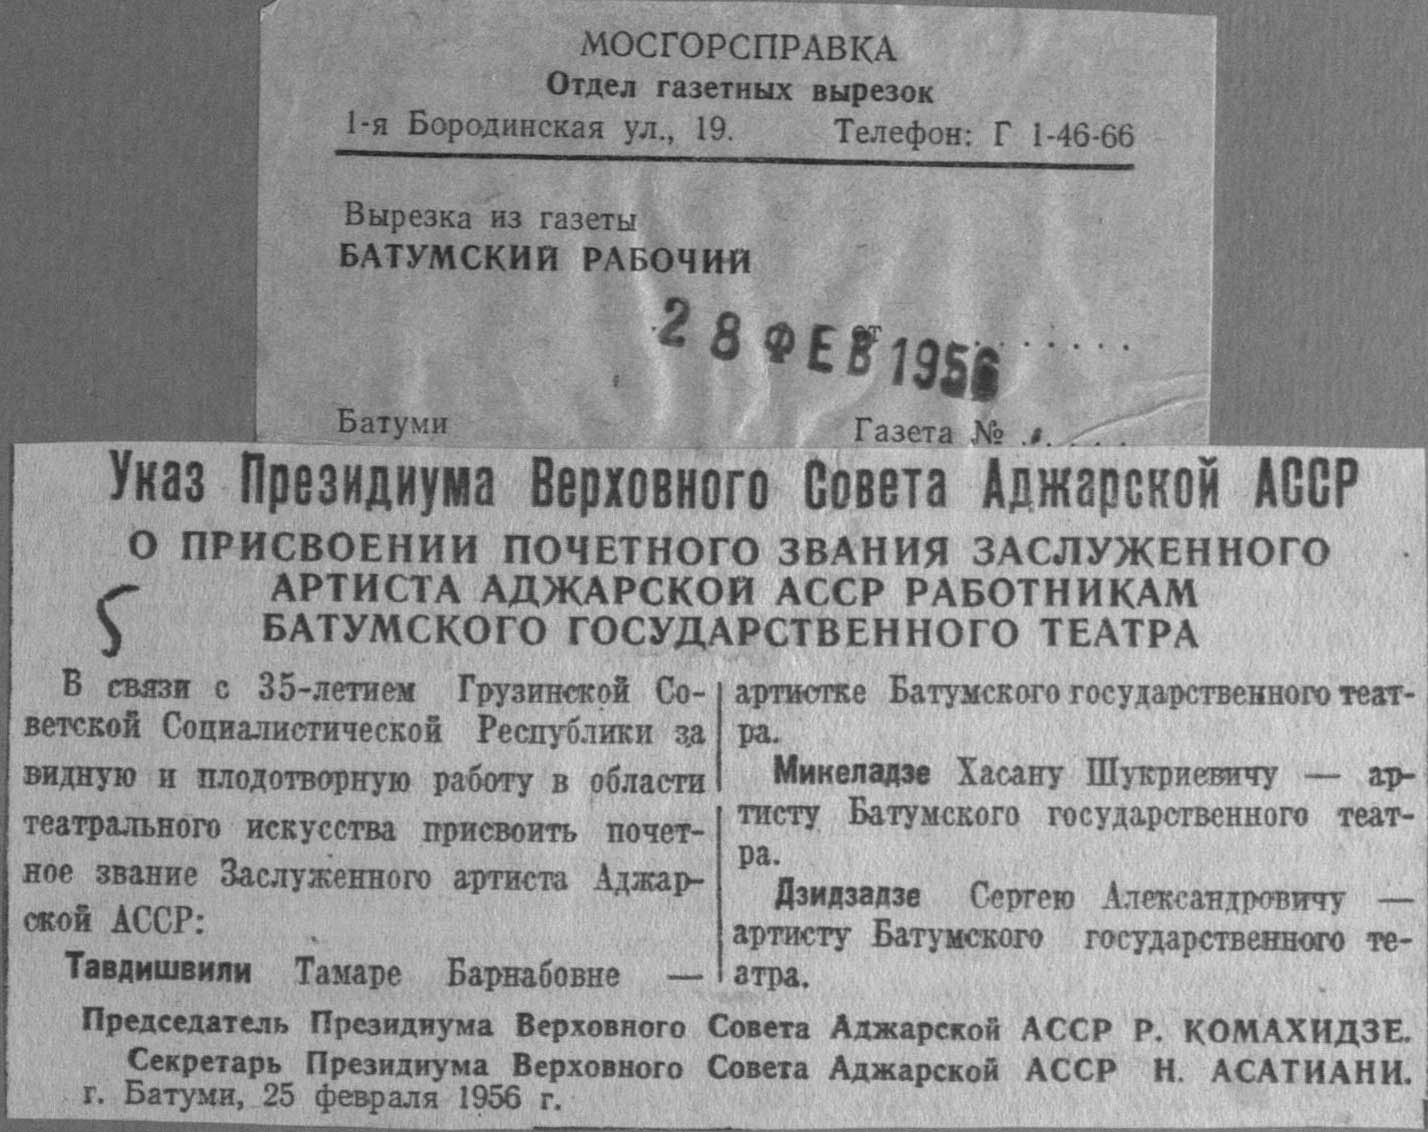 МОСГОРСПРАВКА
Отдел газетных вырезок
1-я Бородинская ул., 19. Телефон: Г 1-46-66
Вырезка из газеты
БАТУМСКИЙ РАБОЧИЙ
от . . . . . . . .
28 ФЕВ 1956
Батуми Газета № . . . . .
Указ Президиума Верховного Совета Аджарской АССР
О ПРИСВОЕНИИ ПОЧЕТНОГО ЗВАНИЯ ЗАСЛУЖЕННОГО
АРТИСТА АДЖАРСКОЙ АССР РАБОТНИКАМ
БАТУМСКОГО ГОСУДАРСТВЕННОГО ТЕАТРА
В связи с 35-летием Грузинской Со-
ветской Социалистической Республики за
видную и плодотворную работу в области
театрального искусства присвоить почет-
ное звание Заслуженного артиста Аджар-
ской АССР:
Тавдишвили Тамаре Барнабовне —
артистке Батумского государственного теат-
ра.
Микеладзе Хасану Шукриевичу — ар-
тисту Батумского государственного теат-
ра.
Дзидзадзе Сергею Александровичу —
артисту Батумского государственного те-
атра.
Председатель Президиума Верховного Совета Аджарской АССР Р. КОМАХИДЗЕ.
Секретарь Президиума Верховного Совета Аджарской АССР Н. АСАТИАНИ.
г. Батуми, 25 февраля 1956 г.